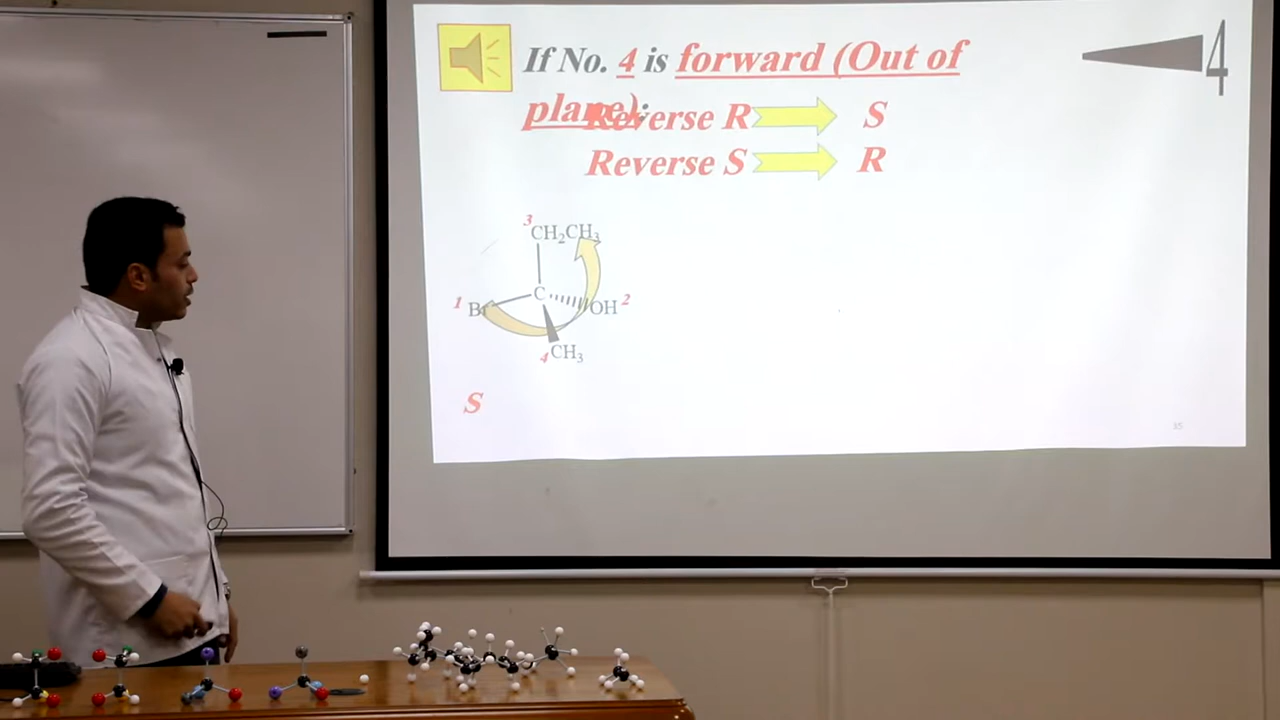 If No. 4 is forward (Out of
plane):
Reverse R S
Reverse S R
4
3
CH2CH3
C
1 Br OH 2
4 CH3
S
35